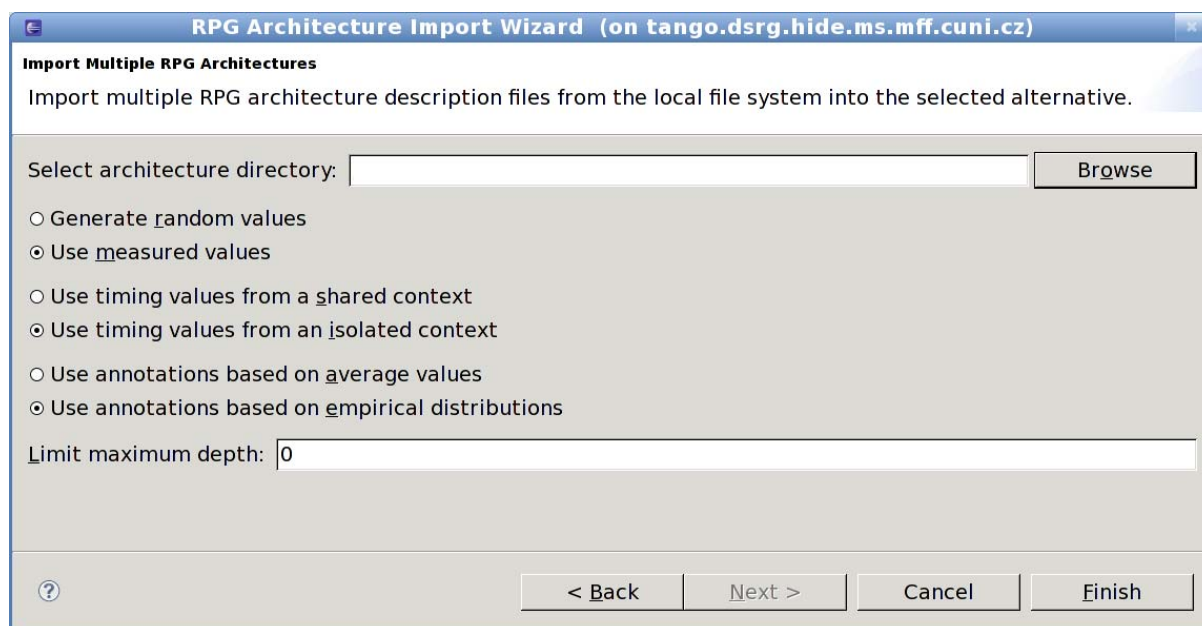 RPG Architecture Import Wizard (on tango.dsrg.hide.ms.mff.cuni.cz)
Import Multiple RPG Architectures
Import multiple RPG architecture description files from the local file system into the selected alternative.
Select architecture directory: Browse
Generate random values
Use measured values
Use timing values from a shared context
Use timing values from an isolated context
Use annotations based on average values
Use annotations based on empirical distributions
Limit maximum depth: 0
? < Back Next > Cancel Finish